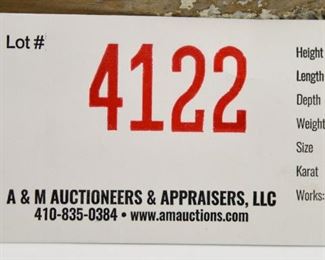 Lot #
4122
Height
Length
Depth
Weight
Size
Karat
Works:
A & M AUCTIONEERS & APPRAISERS, LLC
410-835-0384 • www.amauctions.com